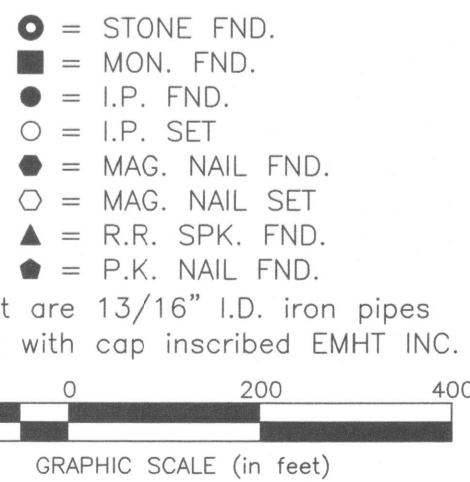 = STONE FND.
= MON. FND.
= I.P. FND.
= I.P. SET
= MAG. NAIL FND.
= MAG. NAIL SET
= R.R. SPK. FND.
= P.K. NAIL FND.
t are 13/16" I.D. iron pipes
with cap inscribed EMHT INC.
0 200 400
GRAPHIC SCALE (in feet)